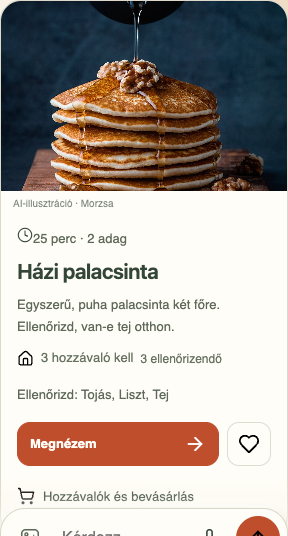 AI-illusztráció · Morzsa
25 perc · 2 adag
Házi palacsinta
Egyszerű, puha palacsinta két főre.
Ellenőrizd, van-e tej otthon.
3 hozzávaló kell 3 ellenőrizendő
Ellenőrizd: Tojás, Liszt, Tej
Megnézem
Hozzávalók és bevásárlás